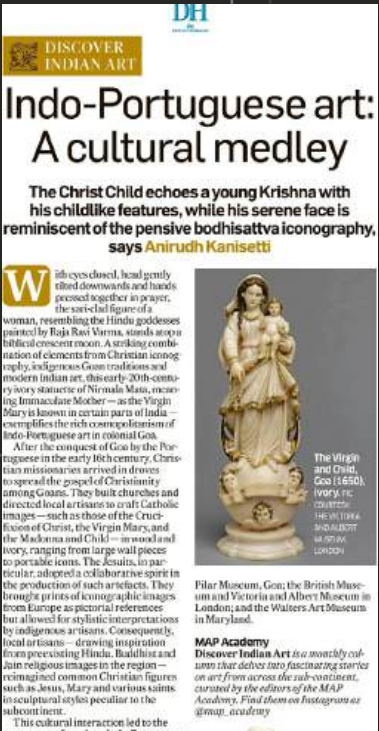 DH
DISCOVER
INDIAN ART
Indo-Portuguese art:
A cultural medley
The Christ Child echoes a young Krishna with
his childlike features, while his serene face is
reminiscent of the pensive bodhisattva iconography,
says Anirudh Kanisetti
With eyes closed, head gently
tilted downwards and hands
pressed together in prayer,
the sari-clad figure of a
woman, resembling the Hindu goddesses
painted by Raja Ravi Varma, stands atop a
biblical crescent moon. A striking combi-
nation of elements from Christian iconog-
raphy, indigenous Goan traditions and
modern Indian art, this early-20th-centu-
ry ivory statuette of Nirmala Mata, mean-
ing Immaculate Mother — as the Virgin
Mary is known in certain parts of India —
exemplifies the rich cosmopolitanism of
Indo-Portuguese art in colonial Goa.
After the conquest of Goa by the Por-
tuguese in the early 16th century, Chris-
tian missionaries arrived in droves
to spread the gospel of Christianity
among Goans. They built churches and
directed local artisans to craft Catholic
images — such as those of the Cruci-
fixion of Christ, the Virgin Mary, and
the Madonna and Child — in wood and
ivory, ranging from large wall pieces
to portable icons. The Jesuits, in par-
ticular, adopted a collaborative spirit in
the production of such artefacts. They
brought prints of iconographic images
from Europe as pictorial references
but allowed for stylistic interpretations
by indigenous artisans. Consequently,
local artisans — drawing inspiration
from preexisting Hindu, Buddhist and
Jain religious images in the region —
reimagined common Christian figures
such as Jesus, Mary and various saints
in sculptural styles peculiar to the
subcontinent.
This cultural interaction led to the
The Virgin
and Child,
Goa (1650),
ivory. PIC
COURTESY:
THE VICTORIA
AND ALBERT
MUSEUM,
LONDON
Pilar Museum, Goa; the British Muse-
um and Victoria and Albert Museum in
London; and the Walters Art Museum
in Maryland.
MAP Academy
Discover Indian Art is a monthly col-
umn that delves into fascinating stories
on art from across the sub-continent,
curated by the editors of the MAP
Academy. Find them on Instagram as
@map_academy